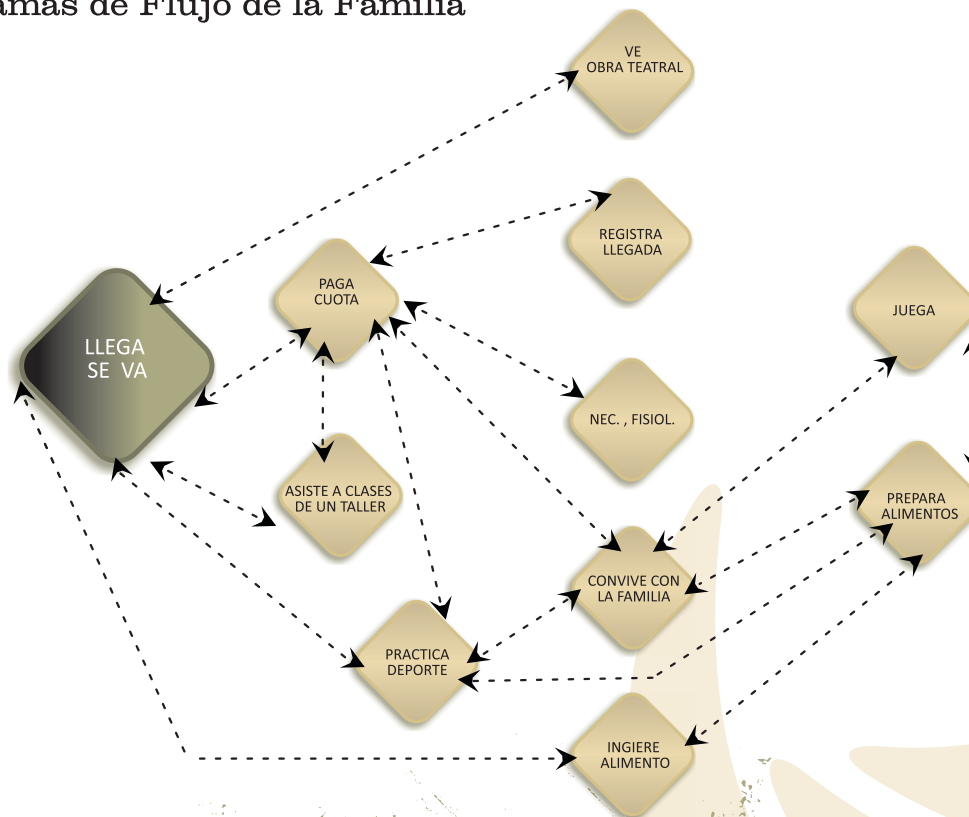 de Flujo de la Familia
VE
OBRA TEATRAL
REGISTRA
LLEGADA
PAGA
CUOTA
JUEGA
LLEGA
SE VA
NEC. , FISIOL.
ASISTE A CLASES
DE UN TALLER
PREPARA
ALIMENTOS
CONVIVE CON
LA FAMILIA
PRACTICA
DEPORTE
INGIERE
ALIMENTO